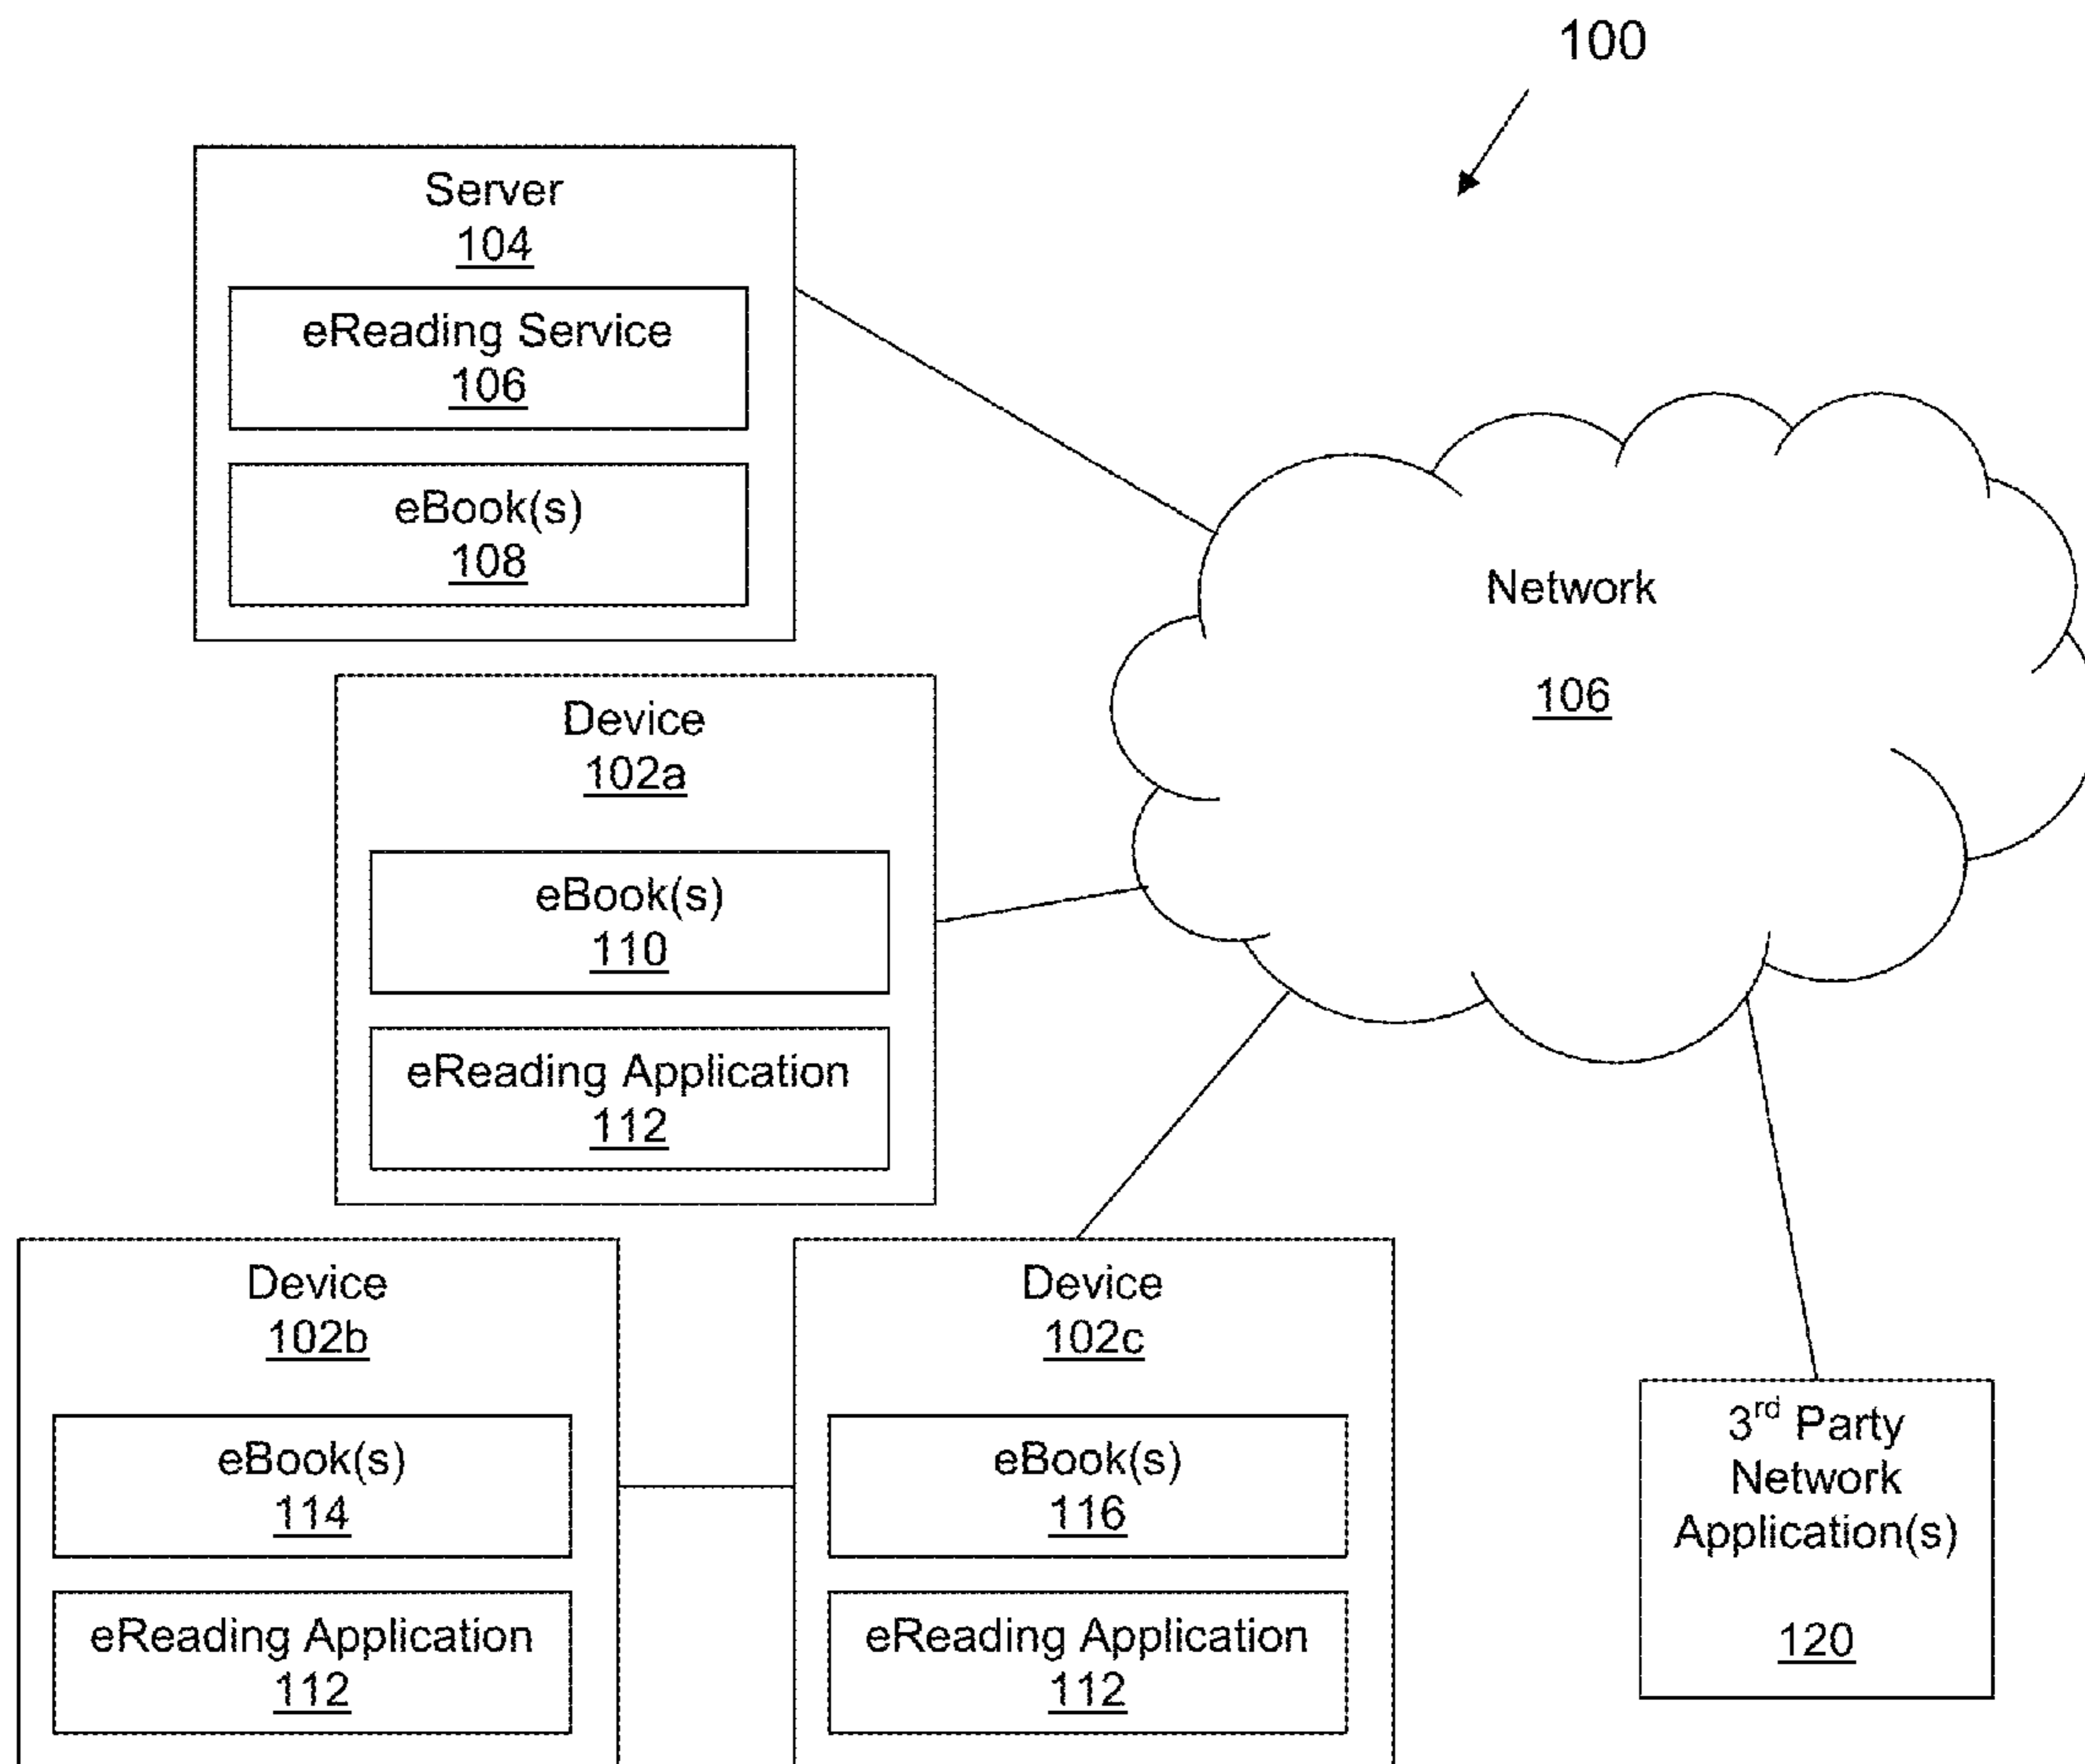 100
Server
104
eReading Service
106
eBook(s)
108
Network
106
Device
102a
eBook(s)
110
eReading Application
112
Device
102b
eBook(s)
114
eReading Application
112
Device
102c
eBook(s)
116
eReading Application
112
3rd Party
Network
Application(s)
120